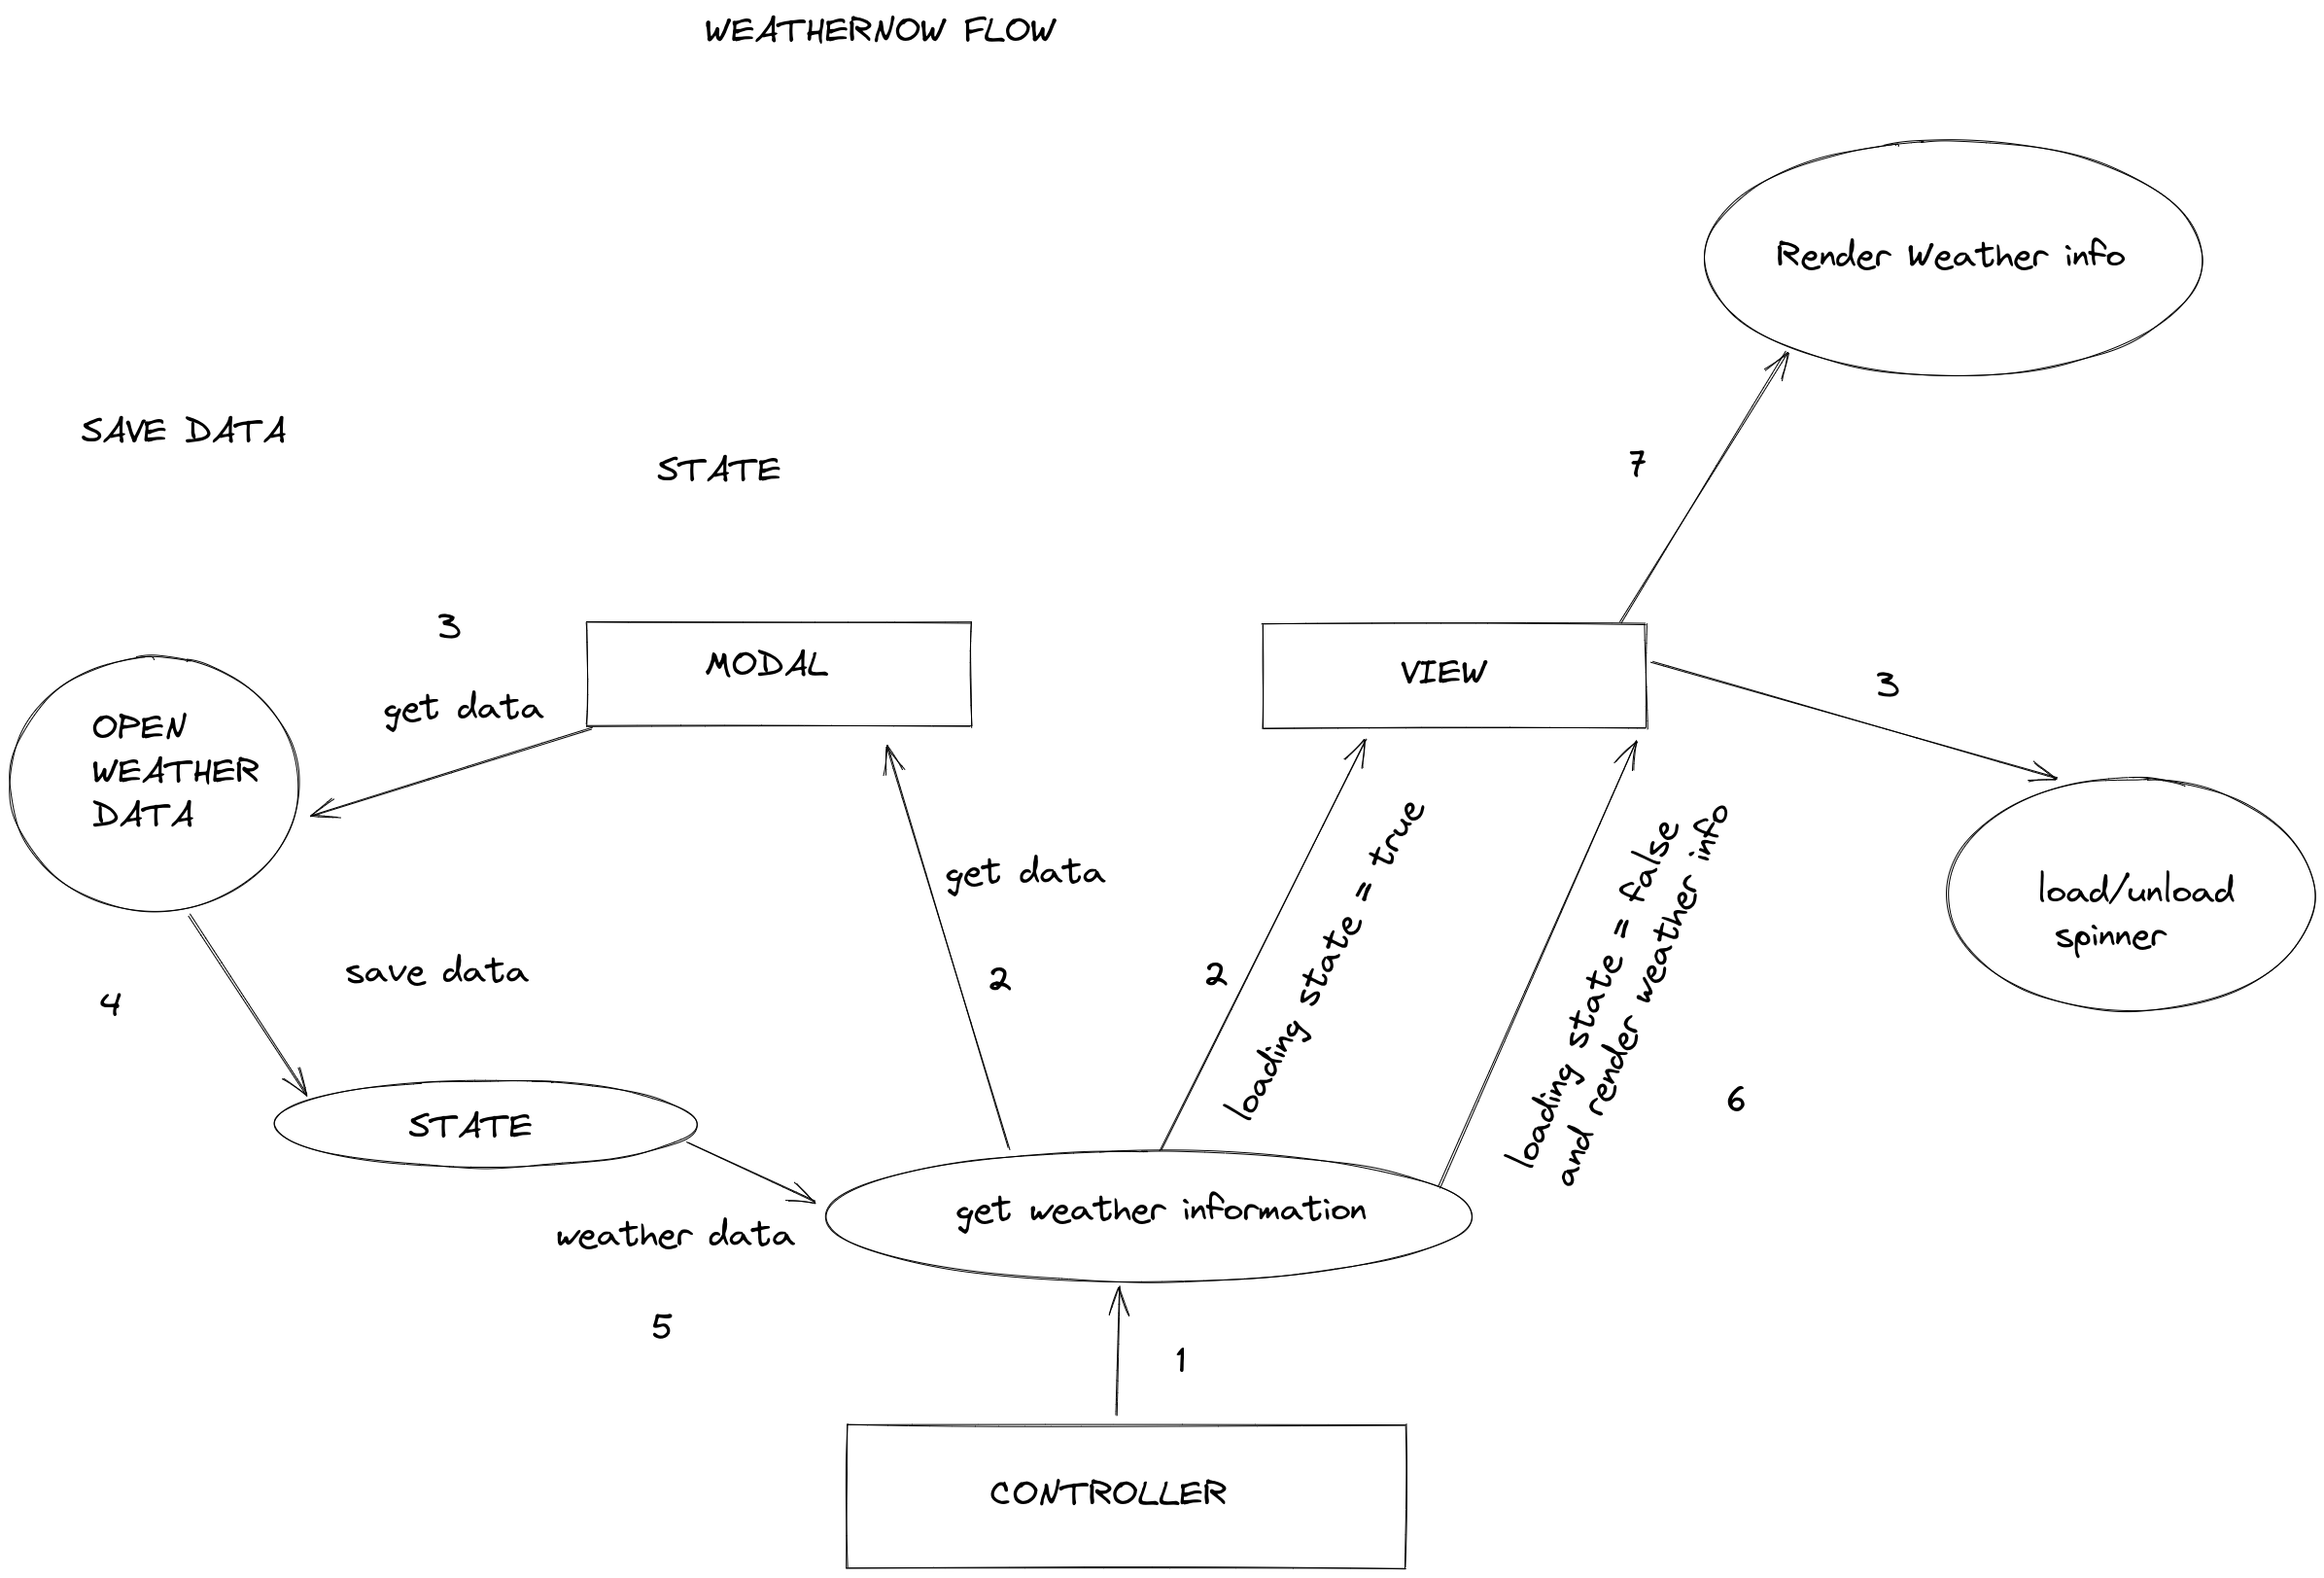 WEATHERNOW FLOW
Render Weather info
SAVE DATA
STATE
7
3
MODAL
VIEW
3
get data
OPEN
WEATHER
DATA
get data
2
2
loading state = true
loading state = false
and render weather info
load/unload
spinner
save data
4
6
STATE
get weather information
weather data
5
1
CONTROLLER